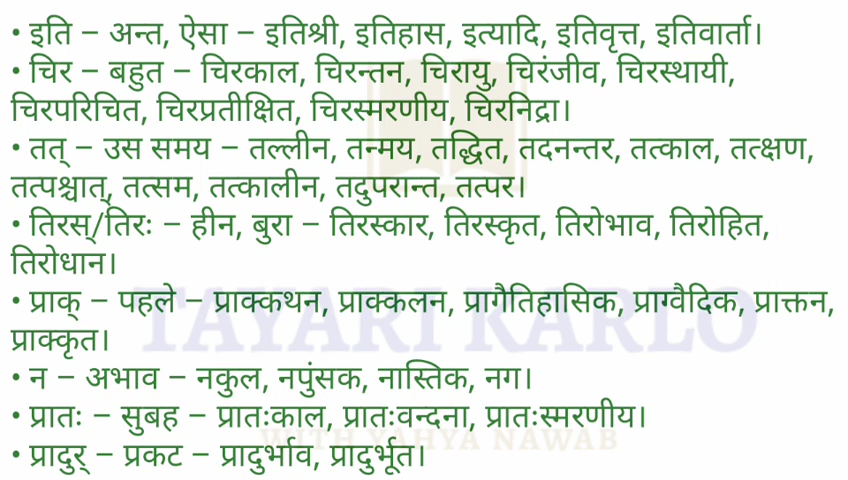 • इति – अन्त, ऐसा – इतिश्री, इतिहास, इत्यादि, इतिवृत्त, इतिवार्ता।
• चिर – बहुत – चिरकाल, चिरन्तन, चिरायु, चिरंजीव, चिरस्थायी,
चिरपरिचित, चिरप्रतीक्षित, चिरस्मरणीय, चिरनिद्रा।
• तत् – उस समय – तल्लीन, तन्मय, तद्धित, तदनन्तर, तत्काल, तत्क्षण,
तत्पश्चात्, तत्सम, तत्कालीन, तदुपरान्त, तत्पर।
• तिरस्/तिरः – हीन, बुरा – तिरस्कार, तिरस्कृत, तिरोभाव, तिरोहित,
तिरोधान।
• प्राक् – पहले – प्राक्कथन, प्राक्कलन, प्रागैतिहासिक, प्राग्वैदिक, प्राक्तन,
प्राक्कृत।
TAYARI KARLO
• न – अभाव – नकुल, नपुंसक, नास्तिक, नग।
• प्रातः – सुबह – प्रातःकाल, प्रातःवन्दना, प्रातःस्मरणीय।
WITH YAHYA NAWAB
• प्रादुर् – प्रकट – प्रादुर्भाव, प्रादुर्भूत।